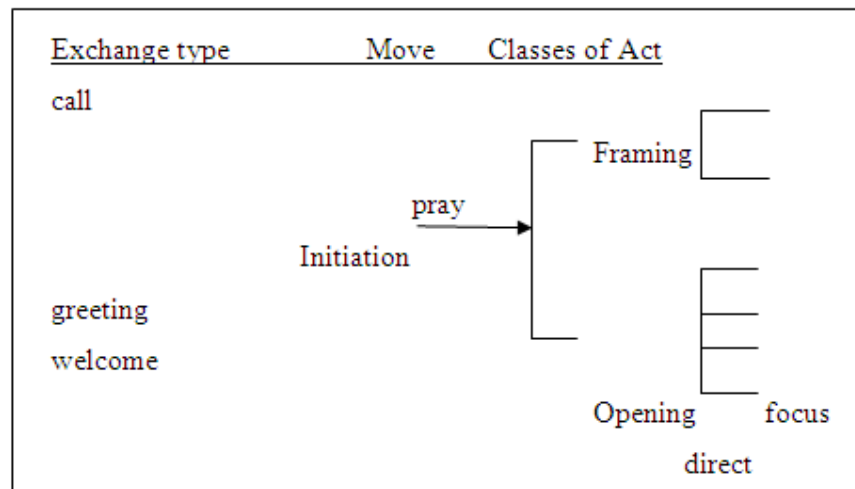 Exchange type Move Classes of Act
call
Framing
pray
Initiation
greeting
welcome
Opening focus
direct